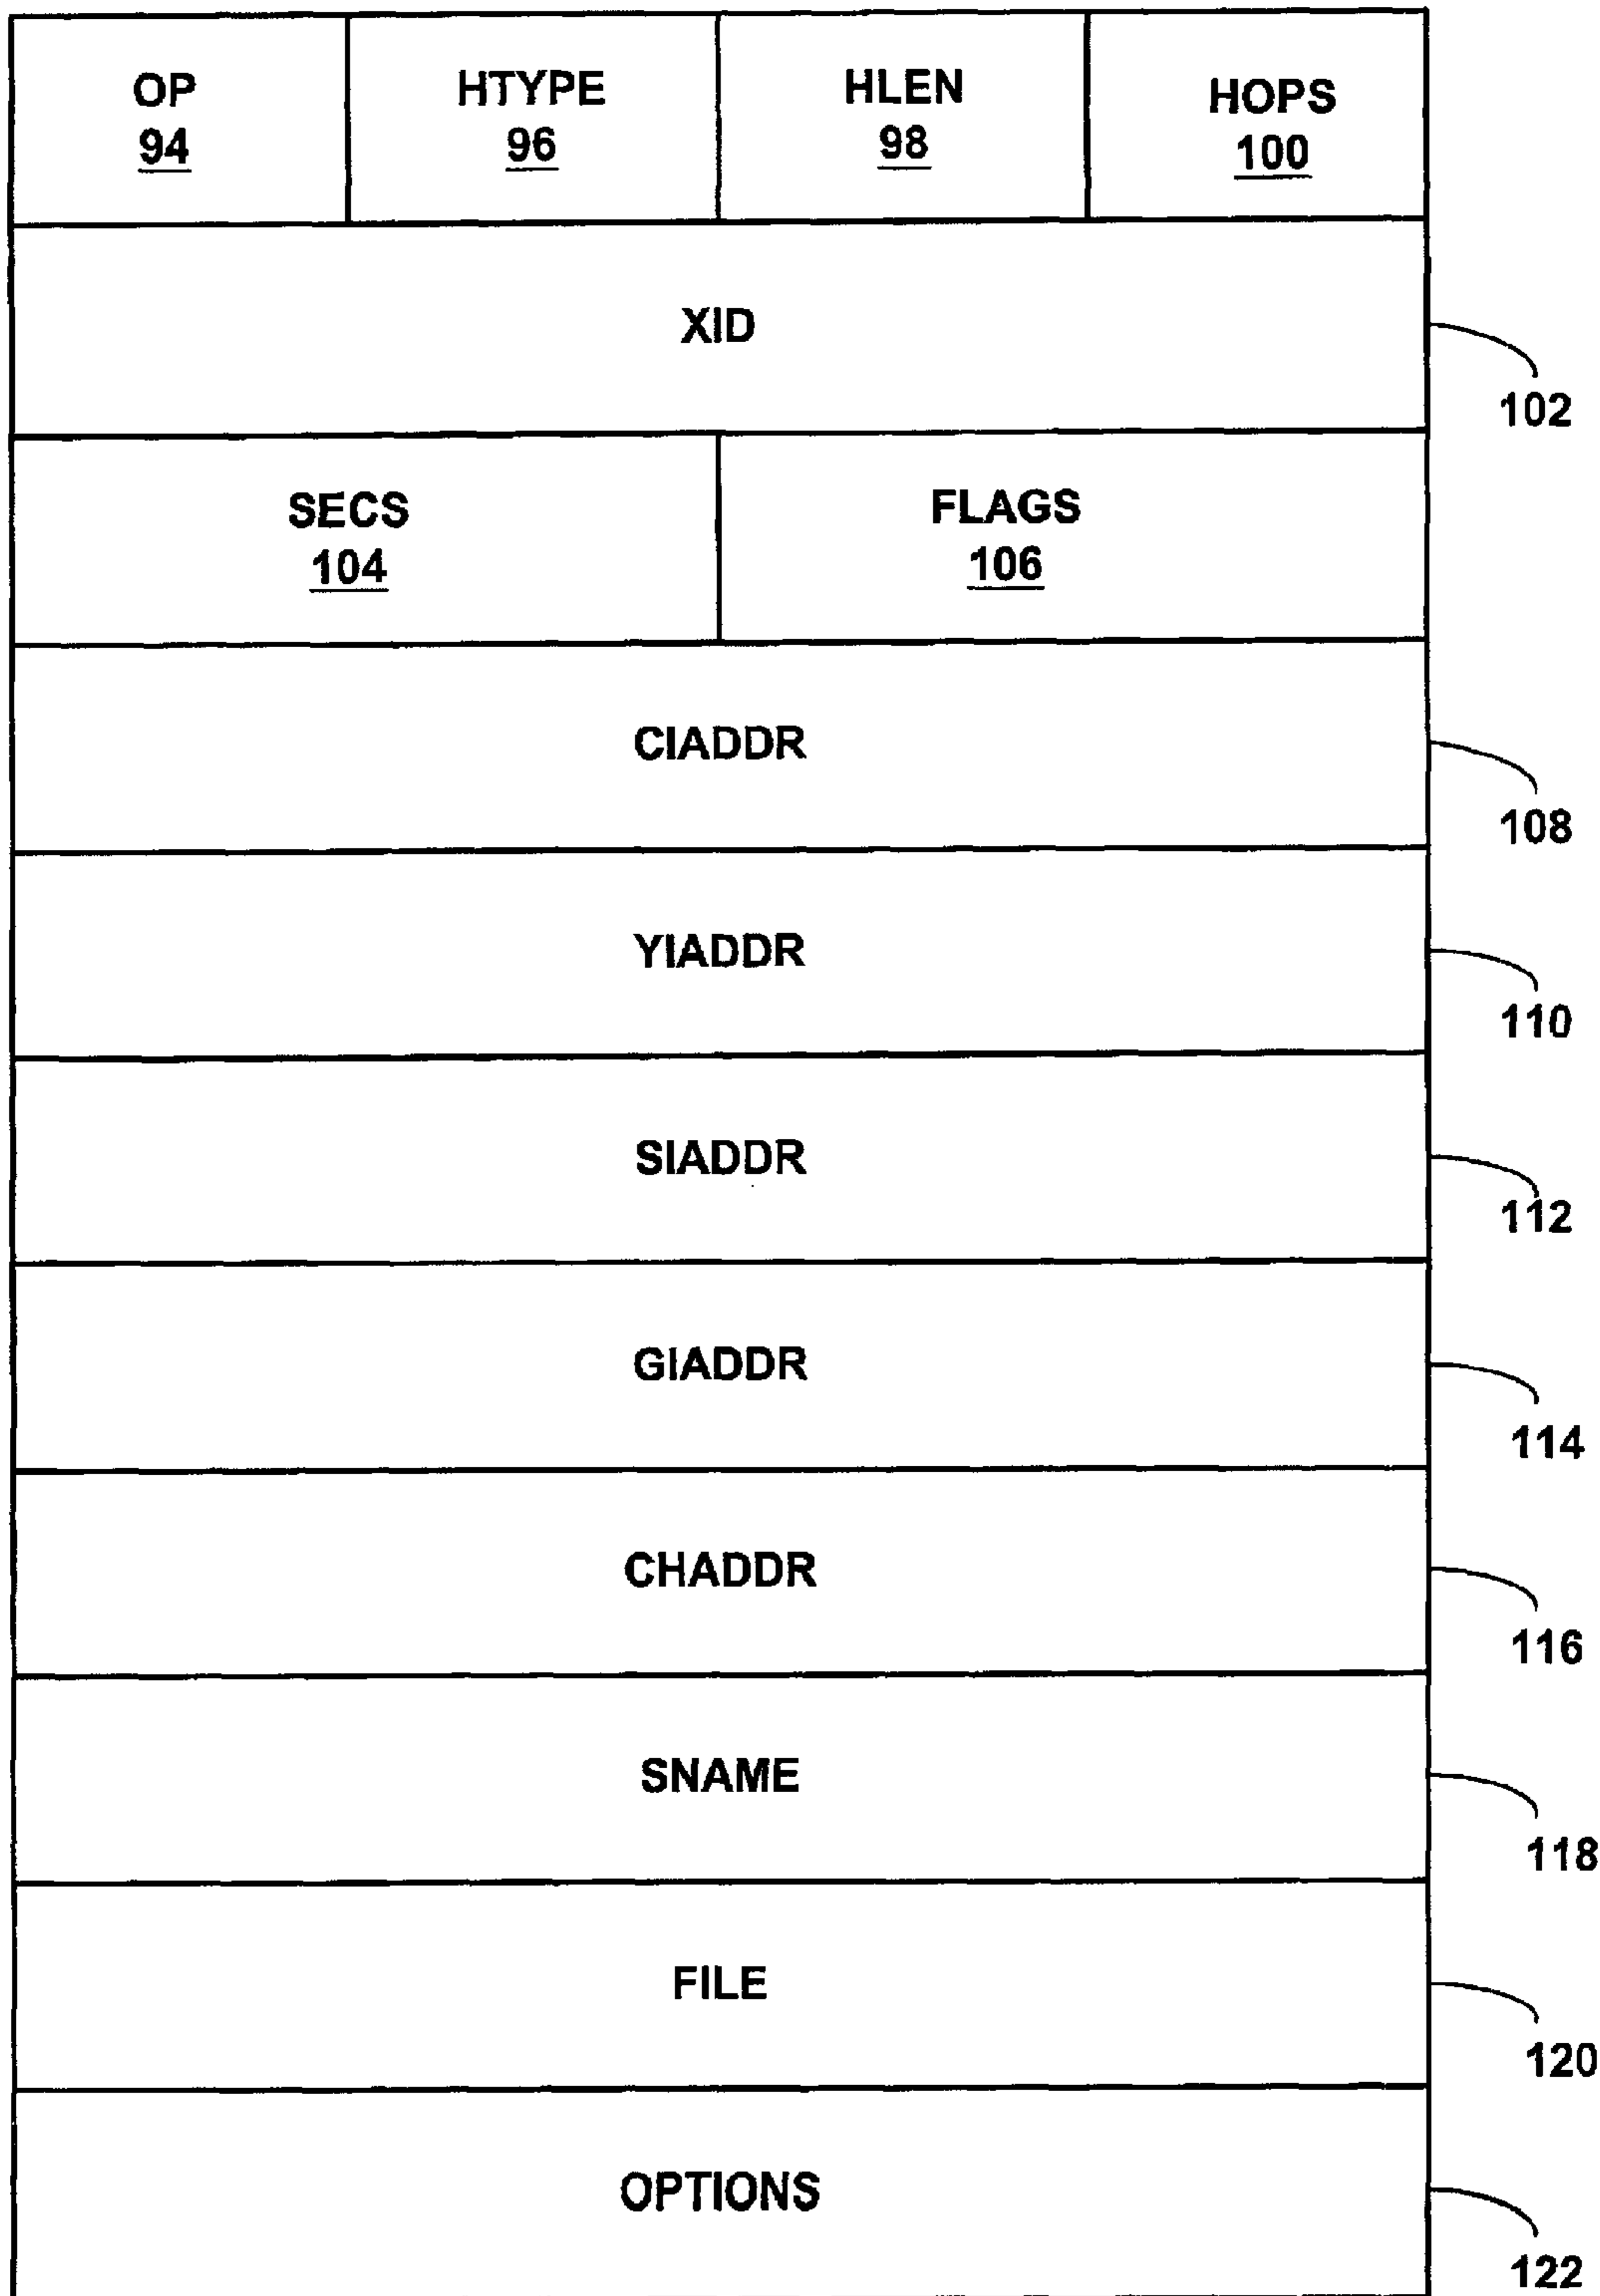 OP
94
HTYPE
96
HLEN
98
HOPS
100
XID
102
SECS
104
FLAGS
106
CIADDR
108
YIADDR
110
SIADDR
112
GIADDR
114
CHADDR
116
SNAME
118
FILE
120
OPTIONS
122